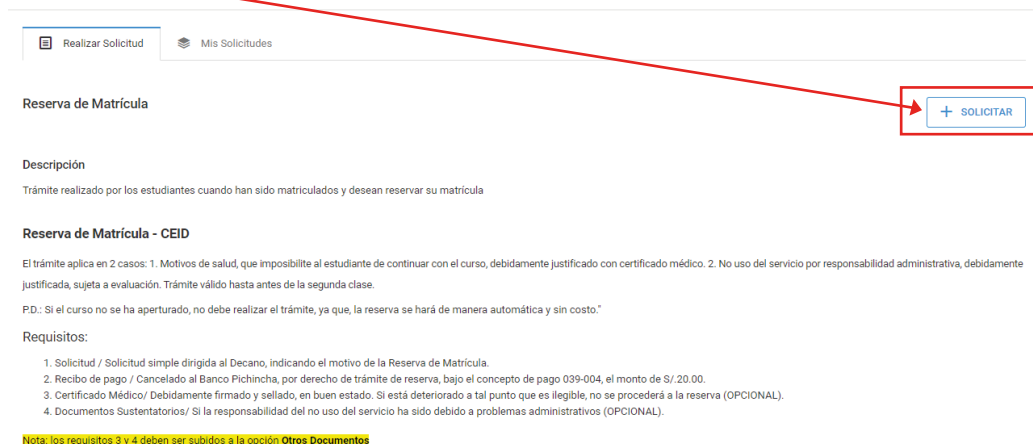 Realizar Solicitud
Mis Solicitudes
Reserva de Matrícula
+ SOLICITAR
Descripción
Trámite realizado por los estudiantes cuando han sido matriculados y desean reservar su matrícula
Reserva de Matrícula - CEID
El trámite aplica en 2 casos: 1. Motivos de salud, que imposibilite al estudiante de continuar con el curso, debidamente justificado con certificado médico. 2. No uso del servicio por responsabilidad administrativa, debidamente
justificada, sujeta a evaluación. Trámite válido hasta antes de la segunda clase.
P.D.: Si el curso no se ha aperturado, no debe realizar el trámite, ya que, la reserva se hará de manera automática y sin costo."
Requisitos:
1. Solicitud / Solicitud simple dirigida al Decano, indicando el motivo de la Reserva de Matrícula.
2. Recibo de pago / Cancelado al Banco Pichincha, por derecho de trámite de reserva, bajo el concepto de pago 039-004, el monto de S/.20.00.
3. Certificado Médico/ Debidamente firmado y sellado, en buen estado. Si está deteriorado a tal punto que es ilegible, no se procederá a la reserva (OPCIONAL).
4. Documentos Sustentatorios/ Si la responsabilidad del no uso del servicio ha sido debido a problemas administrativos (OPCIONAL).
Nota: los requisitos 3 y 4 deben ser subidos a la opción Otros Documentos